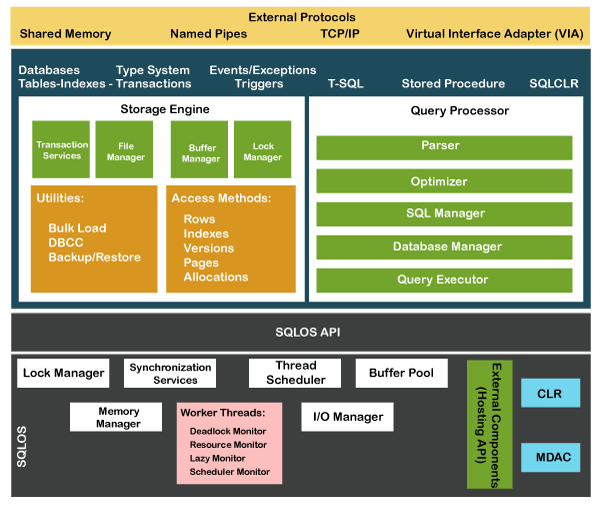 External Protocols
Shared Memory Named Pipes TCP/IP Virtual Interface Adapter (VIA)
Databases Type System Events/Exceptions
Tables-Indexes - Transactions Triggers T-SQL Stored Procedure SQLCLR
Storage Engine
Transaction
Services
File
Manager
Buffer
Manager
Lock
Manager
Utilities:
Bulk Load
DBCC
Backup/Restore
Access Methods:
Rows
Indexes
Versions
Pages
Allocations
Query Processor
Parser
Optimizer
SQL Manager
Database Manager
Query Executor
SQLOS API
SQLOS
Lock Manager
Synchronization
Services
Thread
Scheduler
Buffer Pool
Memory
Manager
Worker Threads:
Deadlock Monitor
Resource Monitor
Lazy Monitor
Scheduler Monitor
I/O Manager
External Components
(Hosting API)
CLR
MDAC